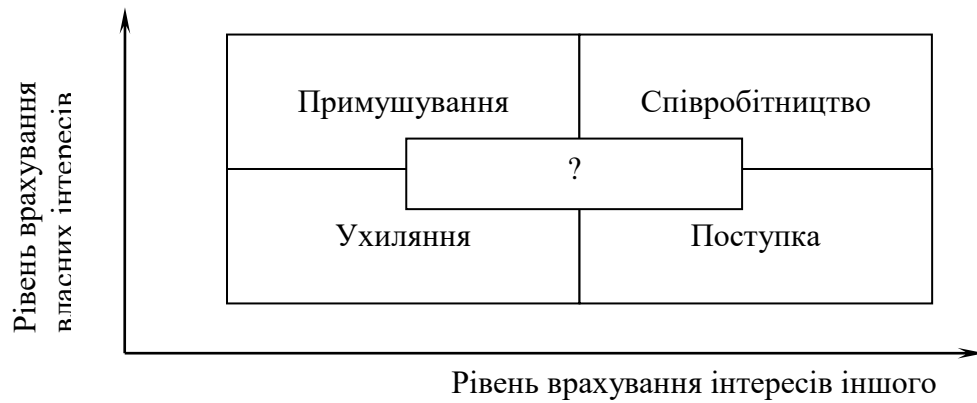 Рівень врахування
власних інтересів
Примушування
Співробітництво
?
Ухиляння
Поступка
Рівень врахування інтересів іншого